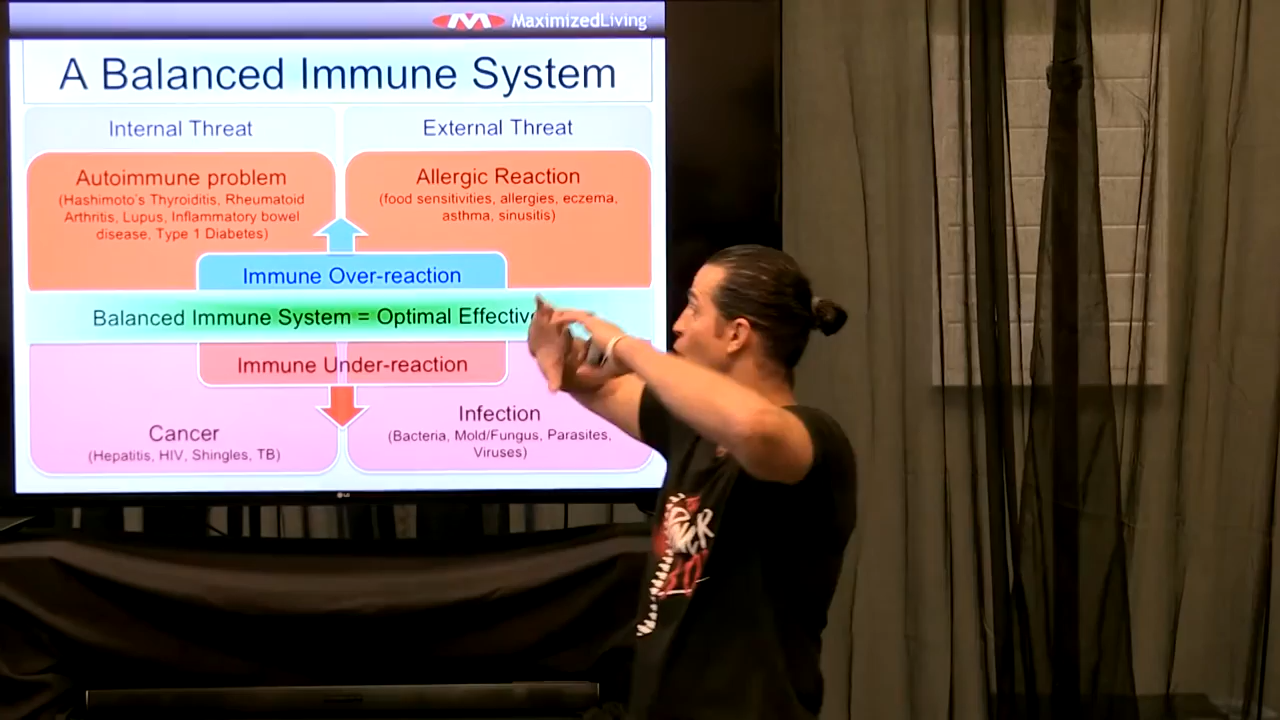 MaximizedLiving
A Balanced Immune System
Internal Threat
External Threat
Autoimmune problem
(Hashimoto's Thyroiditis, Rheumatoid
Arthritis, Lupus, Inflammatory bowel
disease, Type 1 Diabetes)
Allergic Reaction
(food sensitivities, allergies, eczema,
asthma, sinusitis)
Immune Over-reaction
Balanced Immune System = Optimal Effectiv
Immune Under-reaction
Cancer
(Hepatitis, HIV, Shingles, TB)
Infection
(Bacteria, Mold/Fungus, Parasites,
Viruses)
LG